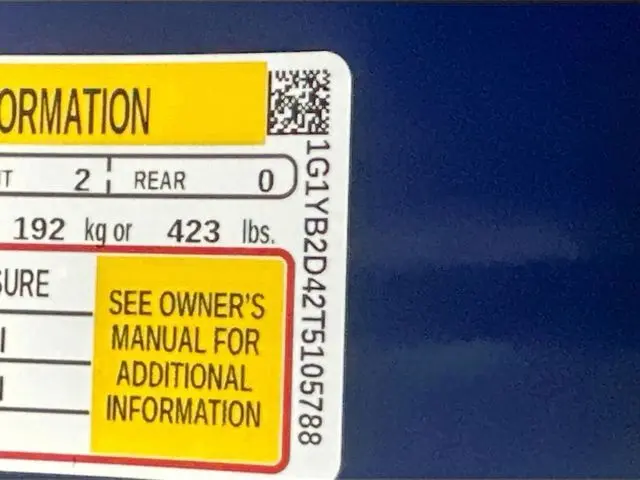 ORMATION
T 2 REAR 0
192 kg or 423 lbs.
SURE
SEE OWNER'S
MANUAL FOR
ADDITIONAL
INFORMATION
1G1YB2D42T5105788